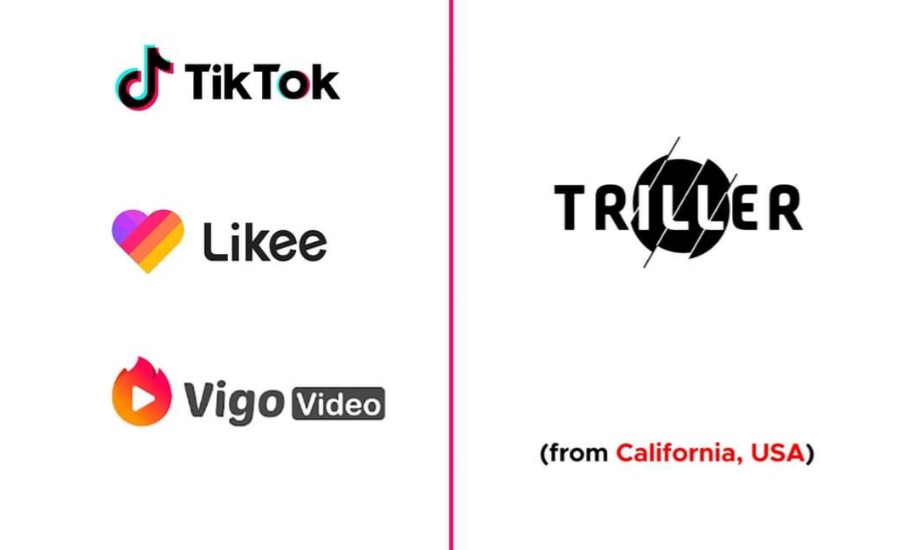 TikTok
Likee
Vigo Video
TRILLER
(from California, USA)